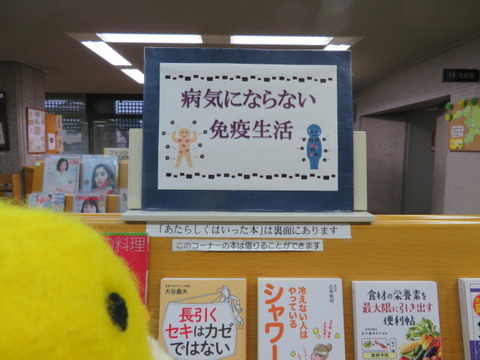 病気にならない
免疫生活
「あたらしくはいった本」は裏面にあります
このコーナーの本は借りることができます
料理
大谷義夫
長引く
セキはカゼ
ではない
冷えない人は
やっている
シャワー
食材の栄養素を
最大限に引き出す
便利帖